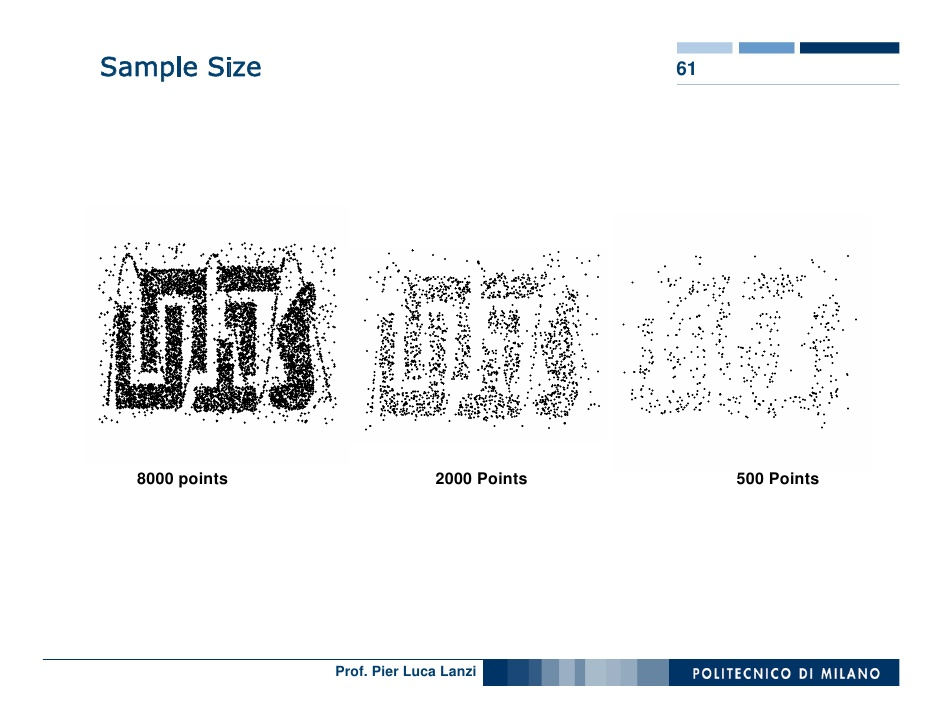 Sample Size
61
8000 points
2000 Points
500 Points
Prof. Pier Luca Lanzi
POLITECNICO DI MILANO